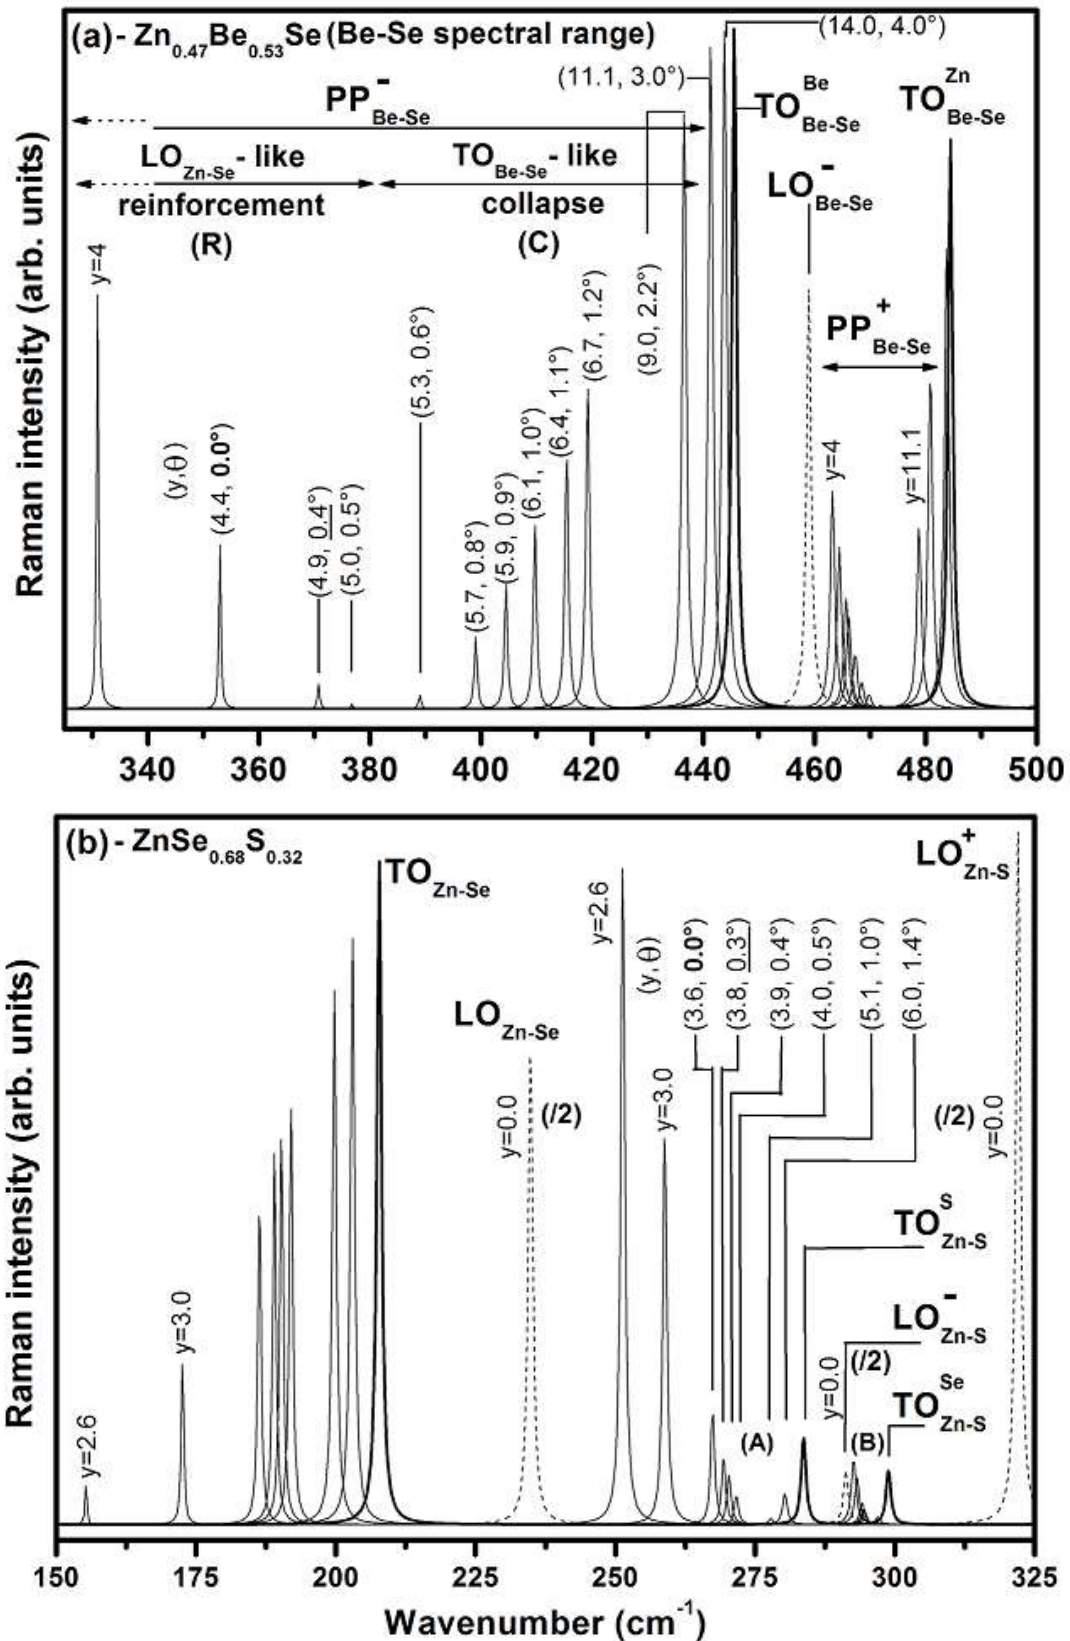 (a) - Zn0.47Be0.53Se (Be-Se spectral range)
(14.0, 4.0°)
(11.1, 3.0°)
PP-Be-Se
TOBeBe-Se
TOZnBe-Se
LOZn-Se- like
TOBe-Se- like
LO-Be-Se
reinforcement
collapse
(R)
(C)
y=4
(y,θ)
(4.4, 0.0°)
(4.9, 0.4°)
(5.0, 0.5°)
(5.3, 0.6°)
(5.7, 0.8°)
(5.9, 0.9°)
(6.1, 1.0°)
(6.4, 1.1°)
(6.7, 1.2°)
(9.0, 2.2°)
PP+Be-Se
y=4
y=11.1
Raman intensity (arb. units)
340 360 380 400 420 440 460 480 500
(b) - ZnSe0.68S0.32
TOZn-Se
LO+Zn-S
y=2.6
(y,θ)
(3.6, 0.0°)
(3.8, 0.3°)
(3.9, 0.4°)
(4.0, 0.5°)
(5.1, 1.0°)
(6.0, 1.4°)
LOZn-Se
y=0.0
(/2)
y=3.0
(/2)
y=0.0
TOSZn-S
LO-Zn-S
y=0.0
(/2)
TOSeZn-S
y=3.0
y=2.6
(A)
(B)
Raman intensity (arb. units)
150 175 200 225 250 275 300 325
Wavenumber (cm-1)